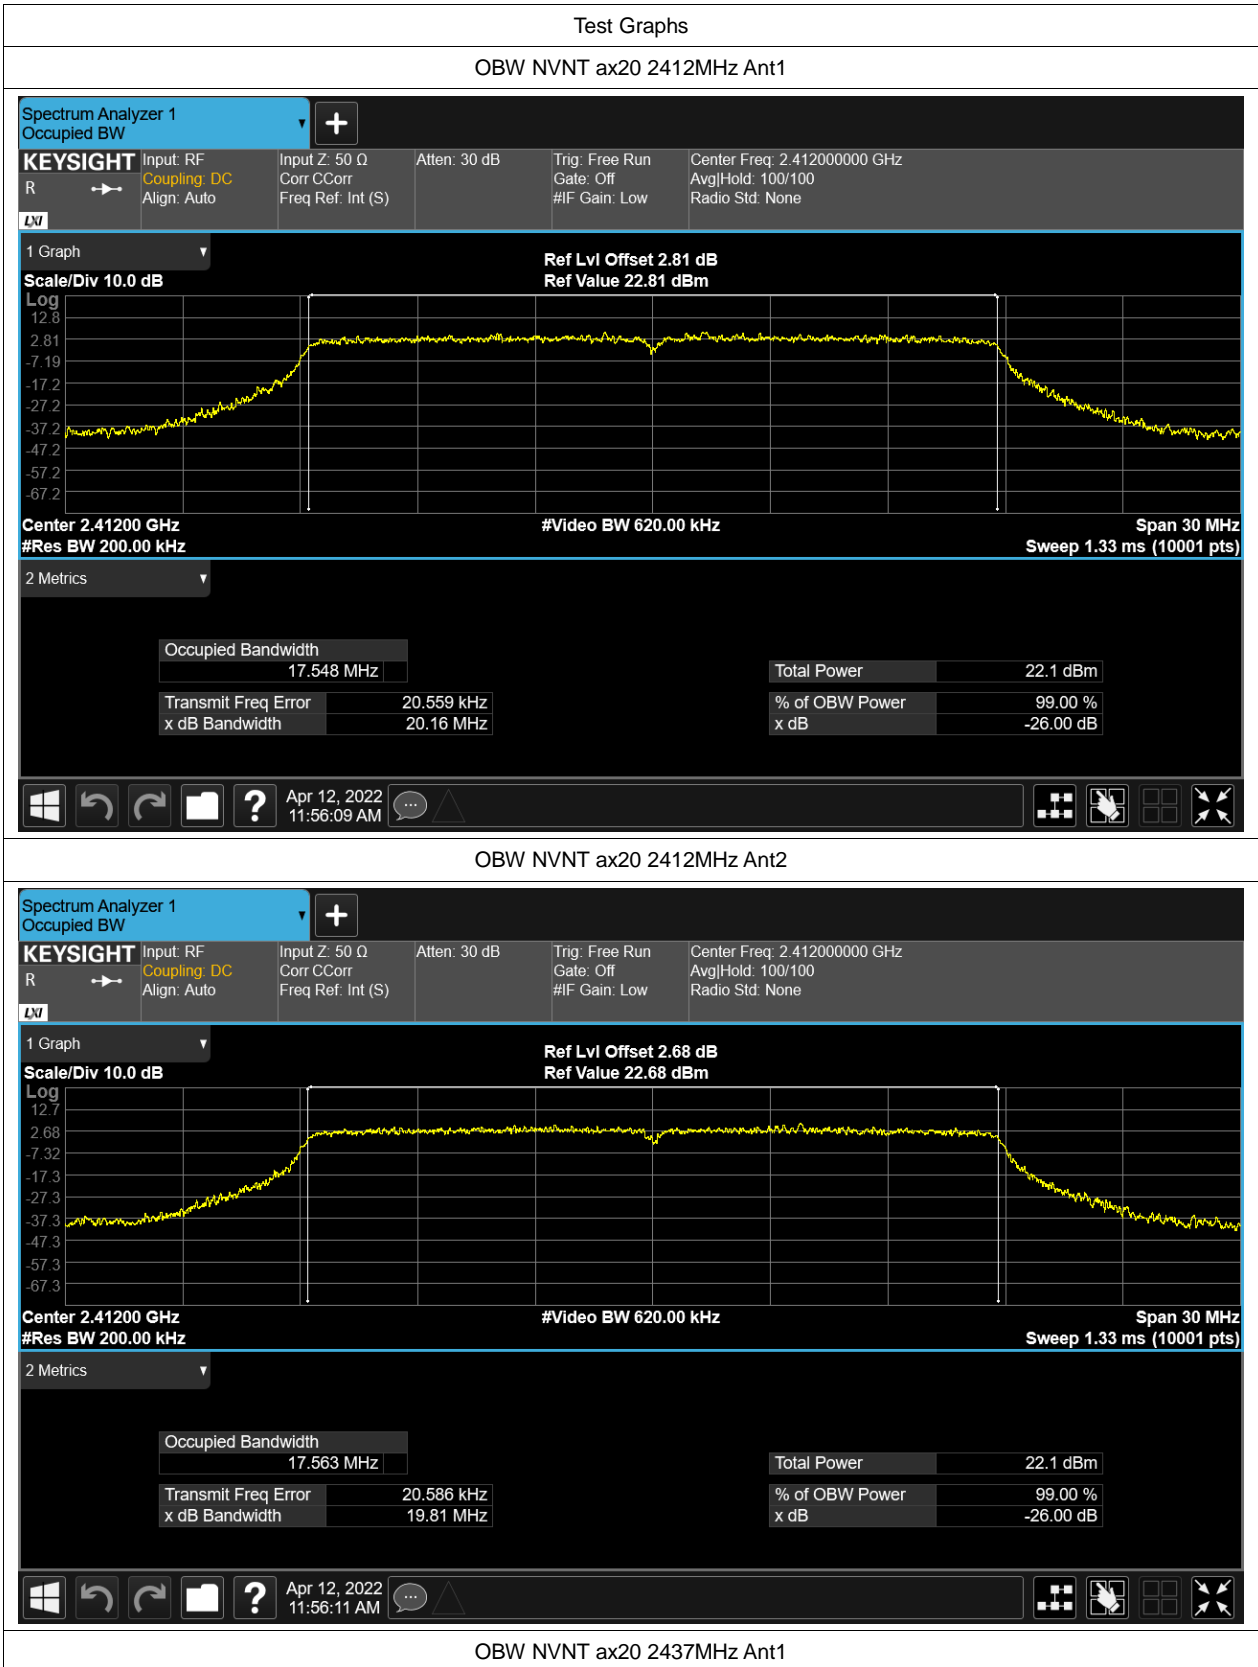 Test Graphs
OBW NVNT ax20 2412MHz Ant1
Spectrum Analyzer 1
Occupied BW
KEYSIGHT Input: RF Input Z: 50 Ω Atten: 30 dB Trig: Free Run Center Freq: 2.412000000 GHz
R Coupling: DC Corr CCorr Gate: Off Avg|Hold: 100/100
Align: Auto Freq Ref: Int (S) #IF Gain: Low Radio Std: None
LXI
1 Graph
Ref Lvl Offset 2.81 dB
Scale/Div 10.0 dB Ref Value 22.81 dBm
Log
12.8
2.81
-7.19
-17.2
-27.2
-37.2
-47.2
-57.2
-67.2
Center 2.41200 GHz #Video BW 620.00 kHz Span 30 MHz
#Res BW 200.00 kHz Sweep 1.33 ms (10001 pts)
2 Metrics
Occupied Bandwidth
17.548 MHz Total Power 22.1 dBm
Transmit Freq Error 20.559 kHz % of OBW Power 99.00 %
x dB Bandwidth 20.16 MHz x dB -26.00 dB
? Apr 12, 2022
11:56:09 AM
OBW NVNT ax20 2412MHz Ant2
Spectrum Analyzer 1
Occupied BW
KEYSIGHT Input: RF Input Z: 50 Ω Atten: 30 dB Trig: Free Run Center Freq: 2.412000000 GHz
R Coupling: DC Corr CCorr Gate: Off Avg|Hold: 100/100
Align: Auto Freq Ref: Int (S) #IF Gain: Low Radio Std: None
LXI
1 Graph
Ref Lvl Offset 2.68 dB
Scale/Div 10.0 dB Ref Value 22.68 dBm
Log
12.7
2.68
-7.32
-17.3
-27.3
-37.3
-47.3
-57.3
-67.3
Center 2.41200 GHz #Video BW 620.00 kHz Span 30 MHz
#Res BW 200.00 kHz Sweep 1.33 ms (10001 pts)
2 Metrics
Occupied Bandwidth
17.563 MHz Total Power 22.1 dBm
Transmit Freq Error 20.586 kHz % of OBW Power 99.00 %
x dB Bandwidth 19.81 MHz x dB -26.00 dB
? Apr 12, 2022
11:56:11 AM
OBW NVNT ax20 2437MHz Ant1